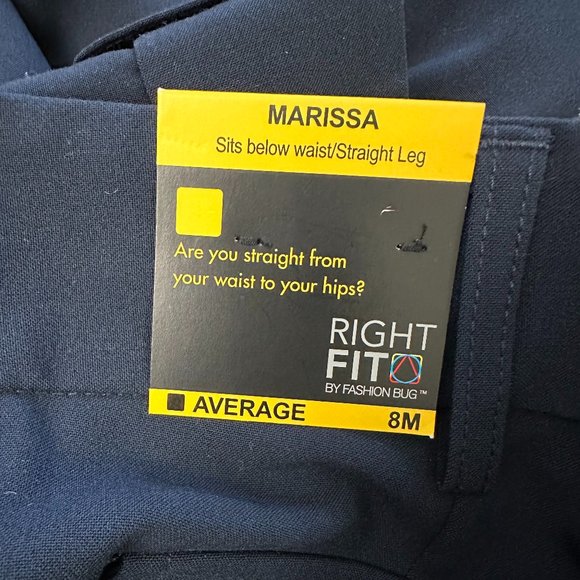 MARISSA
Sits below waist/Straight Leg
Are you straight from
your waist to your hips?
RIGHT
FIT
BY FASHION BUG™
AVERAGE 8M